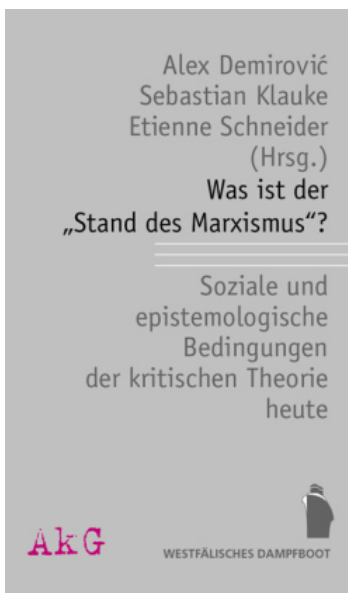 Alex Demirović
Sebastian Klauke
Etienne Schneider
(Hrsg.)
Was ist der
„Stand des Marxismus“?
Soziale und
epistemologische
Bedingungen
der kritischen Theorie
heute
AkG
WESTFÄLISCHES DAMPFBOOT